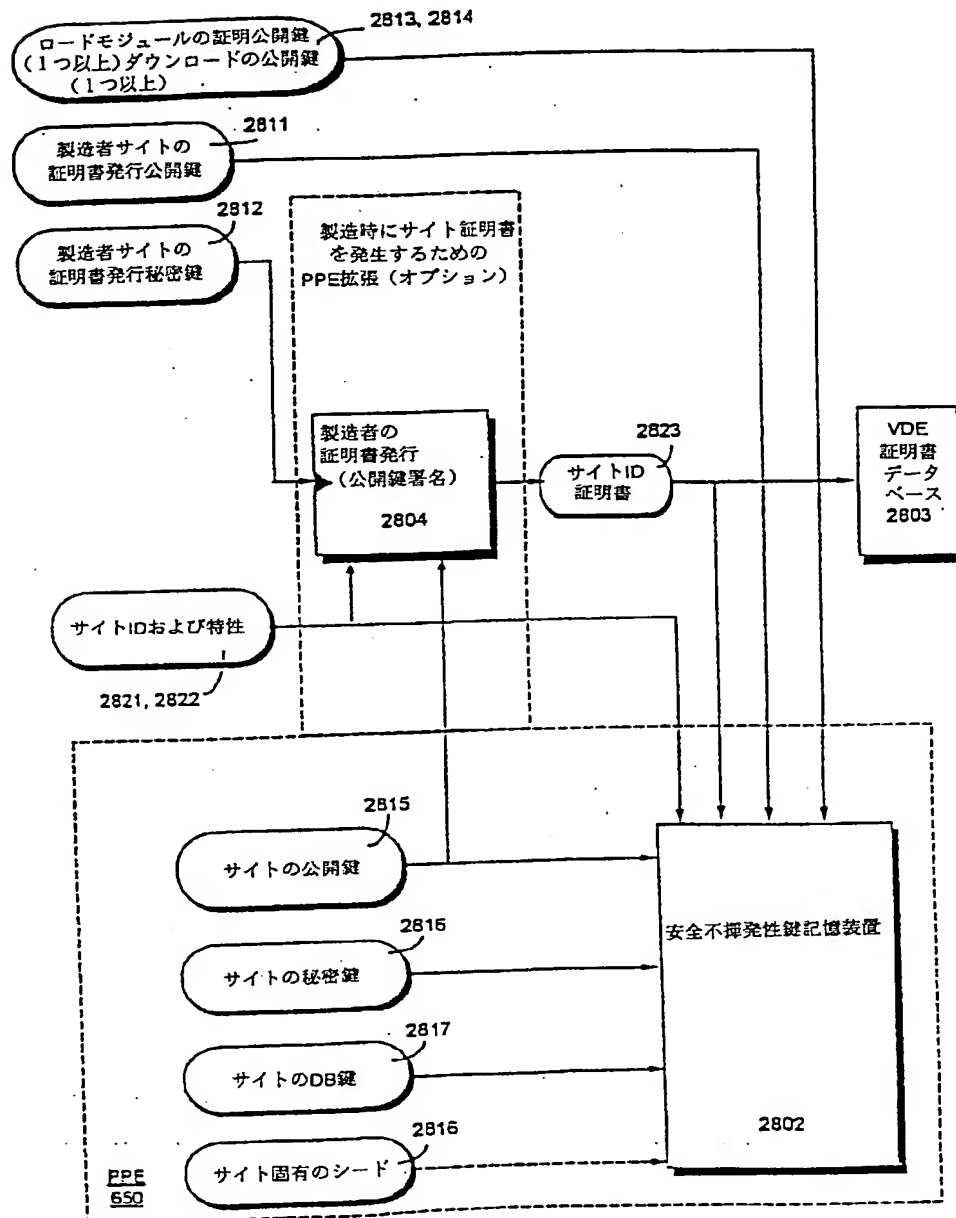 2813, 2814
ロードモジュールの証明公開鍵
(1つ以上)ダウンロードの公開鍵
(1つ以上)
2811
製造者サイトの
証明書発行公開鍵
2812
製造者サイトの
証明書発行秘密鍵
製造時にサイト証明書
を発生するための
PPE拡張(オプション)
製造者の
証明書発行
(公開鍵署名)
2804
2823
サイトID
証明書
VDE
証明書
データ
ベース
2803
サイトIDおよび特性
2821, 2822
2815
サイトの公開鍵
安全不揮発性鍵記憶装置
2816
サイトの秘密鍵
2817
サイトのDB鍵
2802
2816
サイト固有のシード
PPE
650